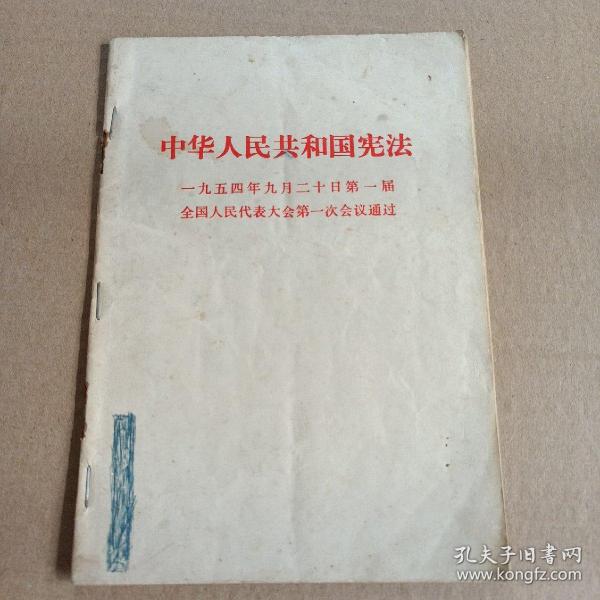 中华人民共和国宪法
一九五四年九月二十日第一届
全国人民代表大会第一次会议通过
孔夫子旧书网
www.kongfz.com